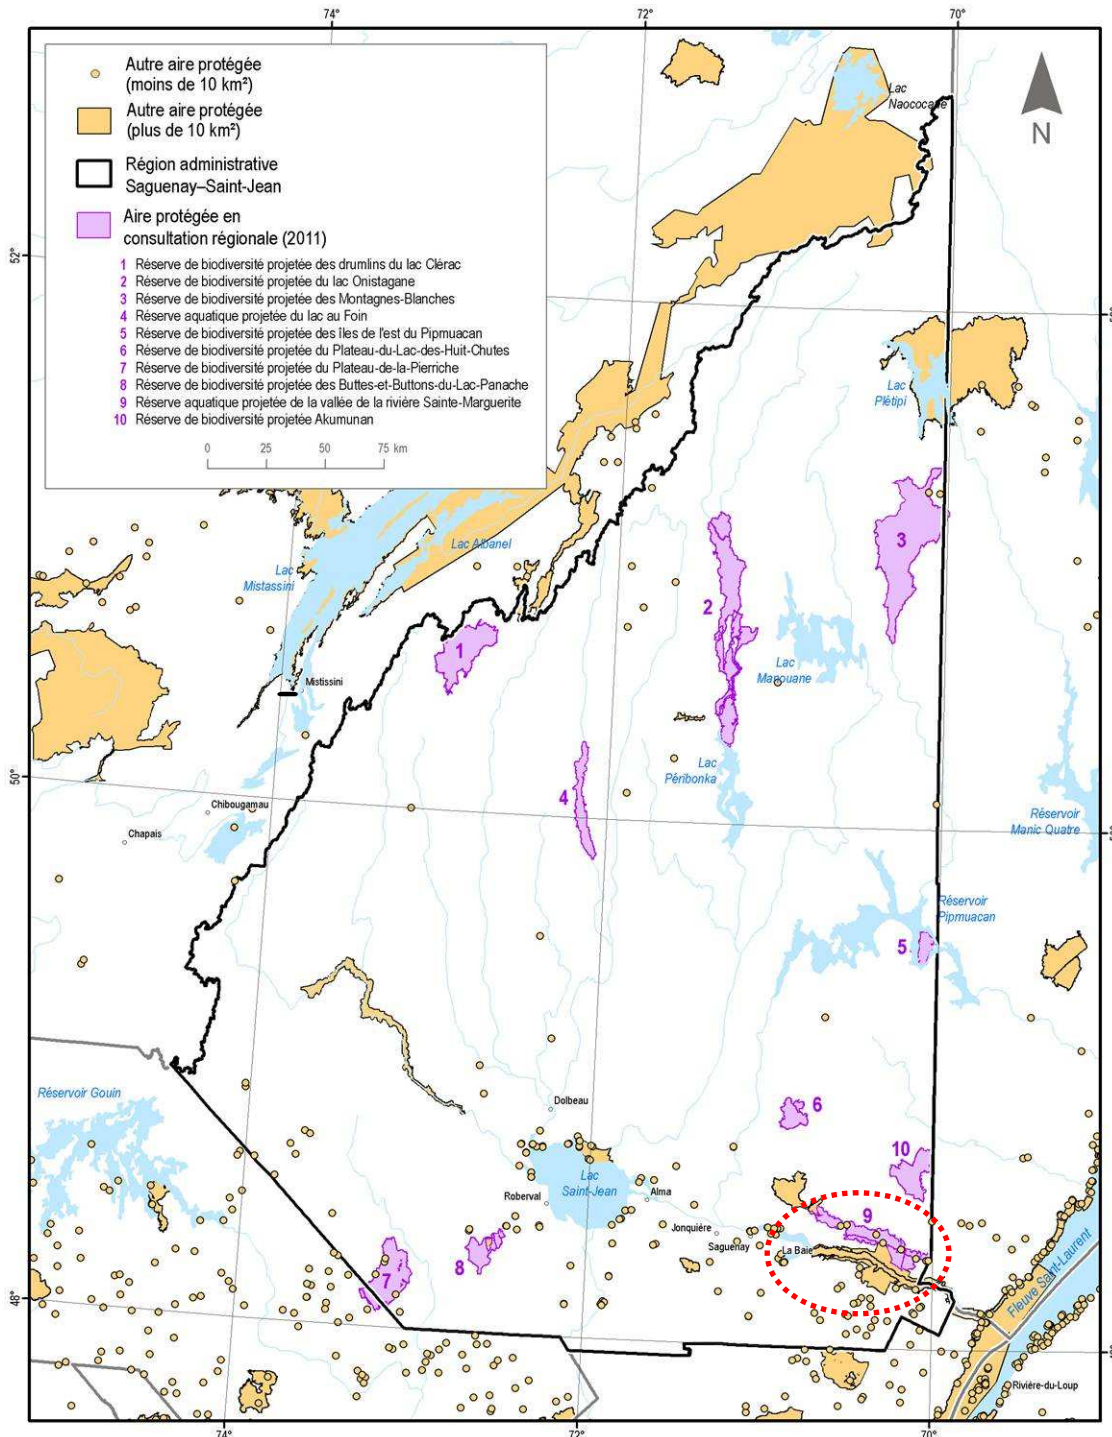 74°
72°
70°
Autre aire protégée
(moins de 10 km²)
Autre aire protégée
(plus de 10 km²)
Région administrative
Saguenay–Saint-Jean
Aire protégée en
consultation régionale (2011)
1 Réserve de biodiversité projetée des drumlins du lac Clérac
2 Réserve de biodiversité projetée du lac Onistagane
3 Réserve de biodiversité projetée des Montagnes-Blanches
4 Réserve aquatique projetée du lac au Foin
5 Réserve de biodiversité projetée des îles de l'est du Pipmuacan
6 Réserve de biodiversité projetée du Plateau-du-Lac-des-Huit-Chutes
7 Réserve de biodiversité projetée du Plateau-de-la-Pierriche
8 Réserve de biodiversité projetée des Buttes-et-Buttons-du-Lac-Panache
9 Réserve aquatique projetée de la vallée de la rivière Sainte-Marguerite
10 Réserve de biodiversité projetée Akumunan
0 25 50 75 km
N
Lac
Naococane
52°
Lac
Plétipi
3
Lac Albanel
Lac
Mistassini
2
1
Lac
Manouane
Mistissini
Lac
Péribonka
50°
4
Chibougamau
Chapais
Réservoir
Manic Quatre
Réservoir
Pipmuacan
5
Réservoir Gouin
Dolbeau
6
10
Lac
Saint-Jean
Roberval
Alma
9
Jonquière
Saguenay
La Baie
8
7
48°
Fleuve Saint-Laurent
Rivière-du-Loup
74°
72°
70°